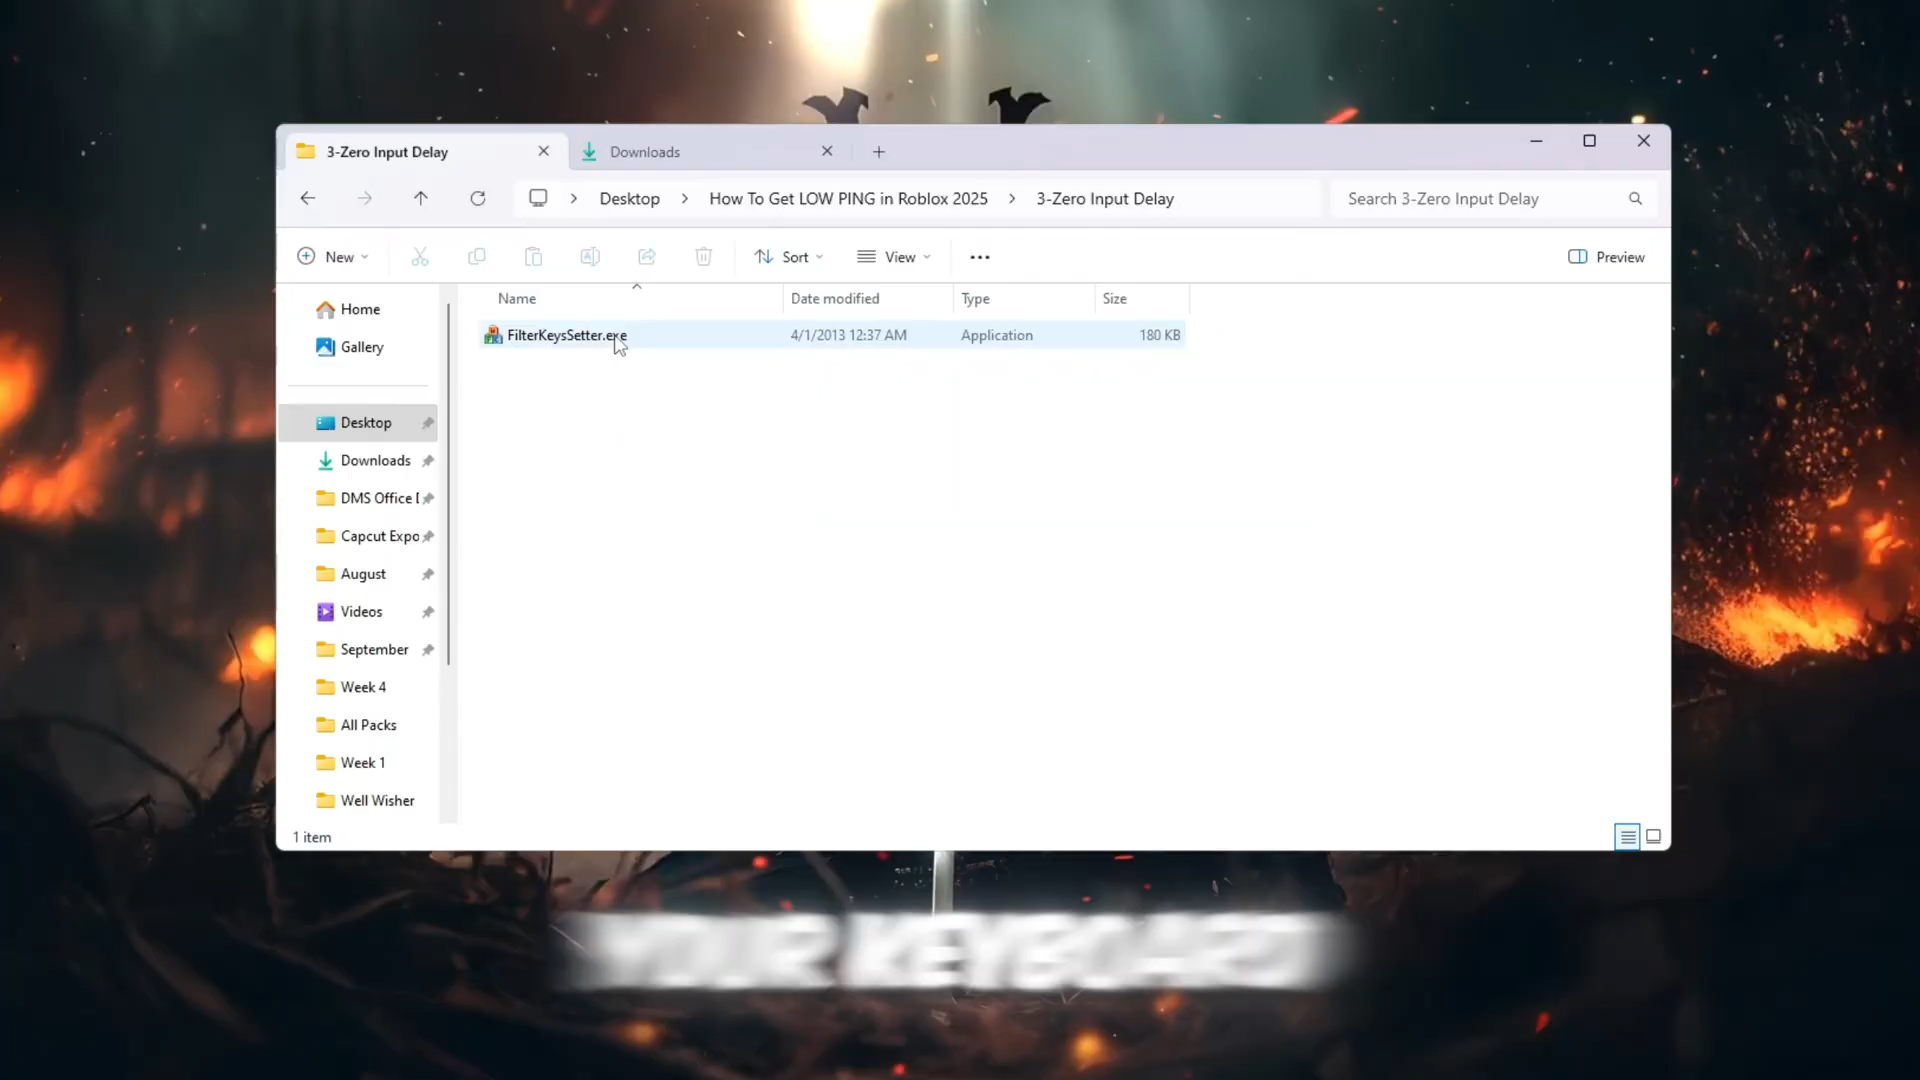 3-Zero Input Delay
Downloads
Desktop
How To Get LOW PING in Roblox 2025
3-Zero Input Delay
Search 3-Zero Input Delay
New
Sort
View
Preview
Name
Date modified
Type
Size
FilterKeysSetter.exe
4/1/2013 12:37 AM
Application
180 KB
Home
Gallery
Desktop
Downloads
DMS Office
Capcut Expo
August
Videos
September
Week 4
All Packs
Week 1
Well Wisher
1 item
YOUR KEYBOARD